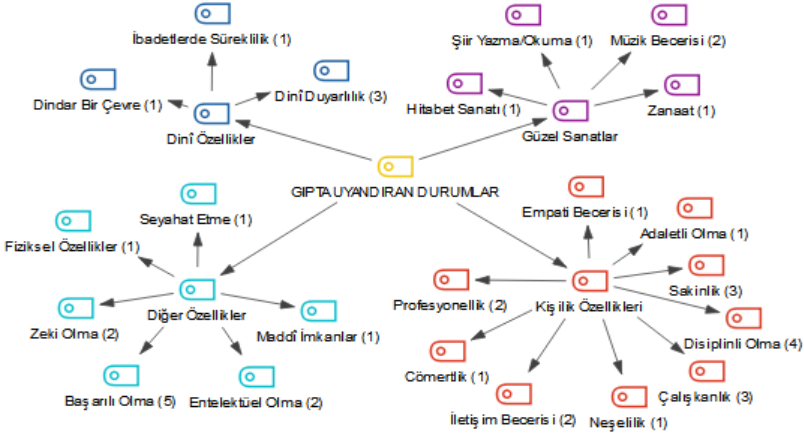 İbadetlerde Süreklilik (1)
Dindar Bir Çevre (1)
Dinî Duyarlılık (3)
Dinî Özellikler
Şiir Yazma/Okuma (1)
Müzik Becerisi (2)
Hitabet Sanatı (1)
Zanaat (1)
Güzel Sanatlar
GIPTA UYANDIRAN DURUMLAR
Seyahat Etme (1)
Fiziksel Özellikler (1)
Zeki Olma (2)
Diğer Özellikler
Maddî İmkanlar (1)
Başarılı Olma (5)
Entelektüel Olma (2)
Empati Becerisi (1)
Adaletli Olma (1)
Sakinlik (3)
Profesyonellik (2)
Kişilik Özellikleri
Disiplinli Olma (4)
Cömertlik (1)
Çalışkanlık (3)
İletişim Becerisi (2)
Neşelilik (1)